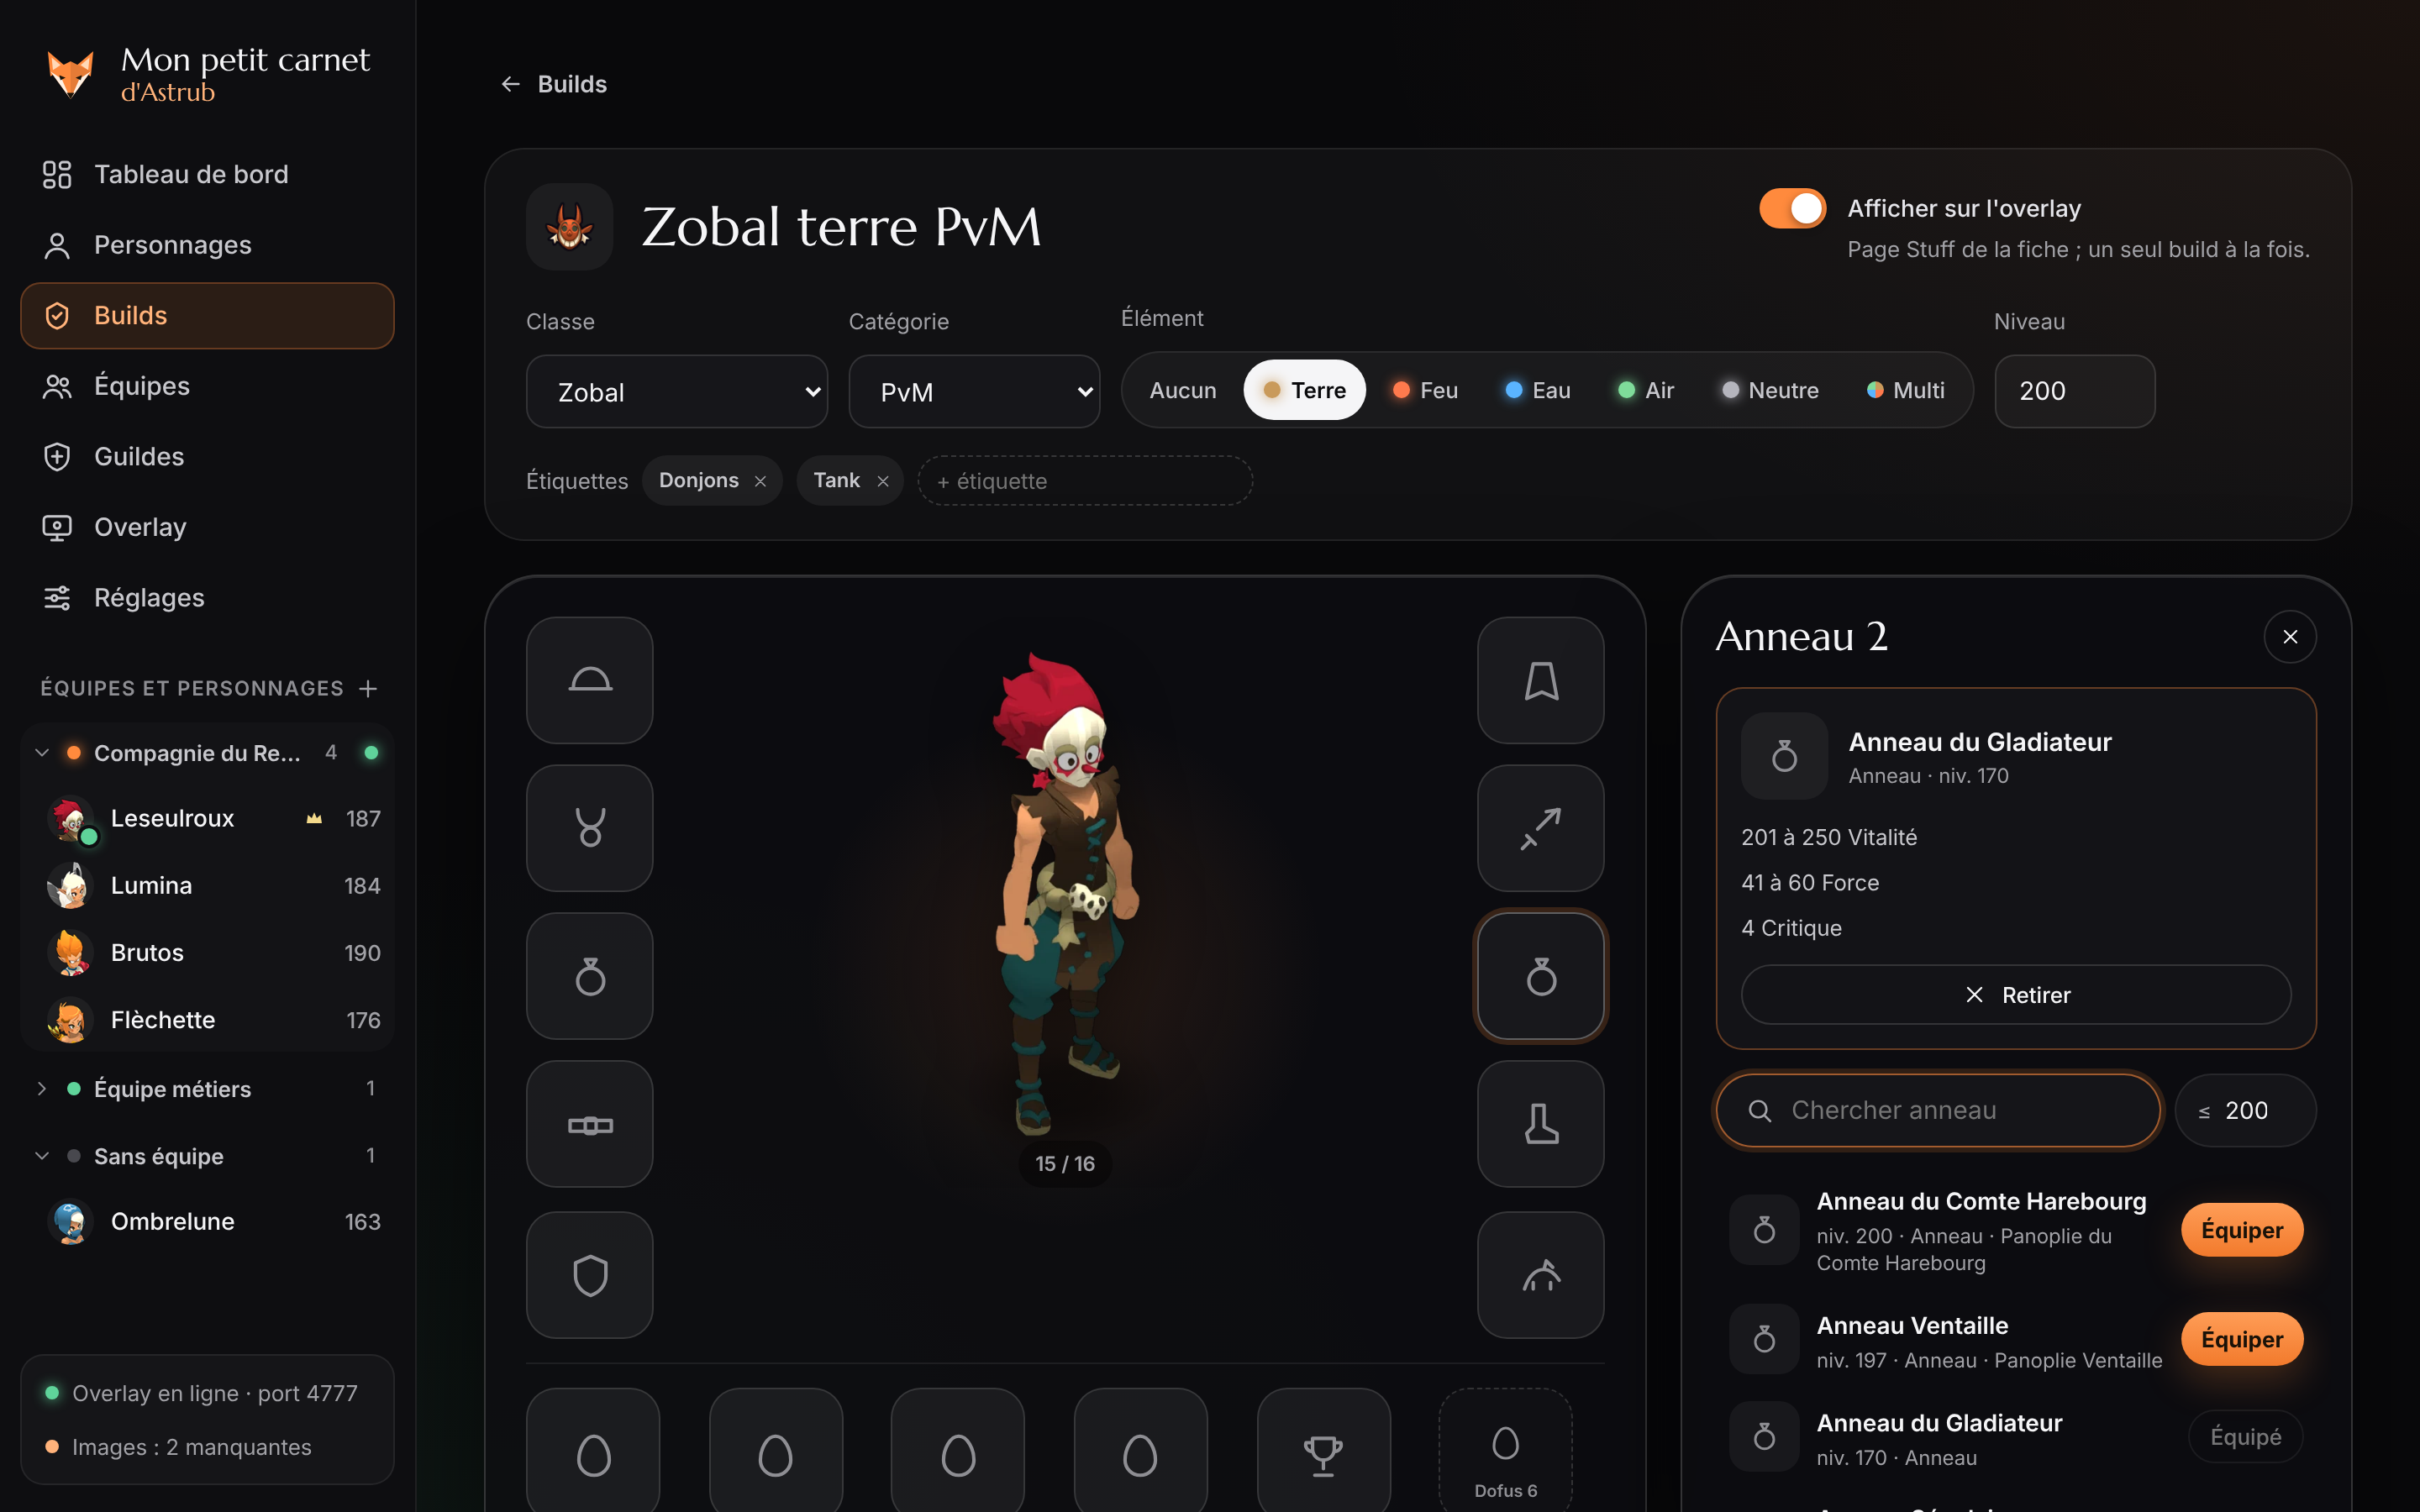 Mon petit carnet
d'Astrub
Tableau de bord
Personnages
Builds
Équipes
Guildes
Overlay
Réglages
ÉQUIPES ET PERSONNAGES
Compagnie du Re... 4
Leseulroux 187
Lumina 184
Brutos 190
Flèchette 176
Équipe métiers 1
Sans équipe 1
Ombrelune 163
Overlay en ligne · port 4777
Images : 2 manquantes
Builds
Zobal terre PvM
Afficher sur l'overlay
Page Stuff de la fiche ; un seul build à la fois.
Classe
Zobal
Catégorie
PvM
Élément
Aucun Terre Feu Eau Air Neutre Multi
Niveau
200
Étiquettes Donjons Tank + étiquette
15 / 16
Dofus 6
Anneau 2
Anneau du Gladiateur
Anneau · niv. 170
201 à 250 Vitalité
41 à 60 Force
4 Critique
Retirer
Chercher anneau
≤ 200
Anneau du Comte Harebourg
niv. 200 · Anneau · Panoplie du
Comte Harebourg
Équiper
Anneau Ventaille
niv. 197 · Anneau · Panoplie Ventaille
Équiper
Anneau du Gladiateur
niv. 170 · Anneau
Équipé